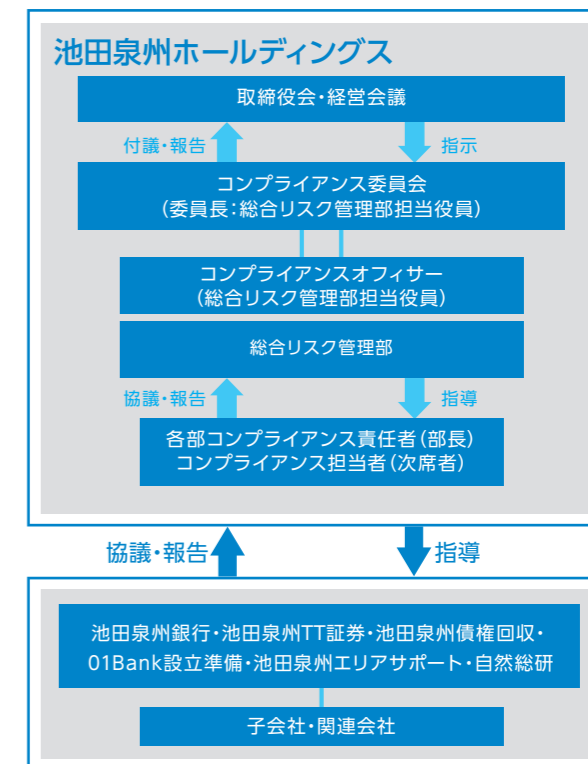 池田泉州ホールディングス
取締役会・経営会議
付議・報告
指示
コンプライアンス委員会
(委員長:総合リスク管理部担当役員)
コンプライアンスオフィサー
(総合リスク管理部担当役員)
総合リスク管理部
協議・報告
指導
各部コンプライアンス責任者(部長)
コンプライアンス担当者(次席者)
協議・報告
指導
池田泉州銀行・池田泉州TT証券・池田泉州債権回収・
01Bank設立準備・池田泉州エリアサポート・自然総研
子会社・関連会社